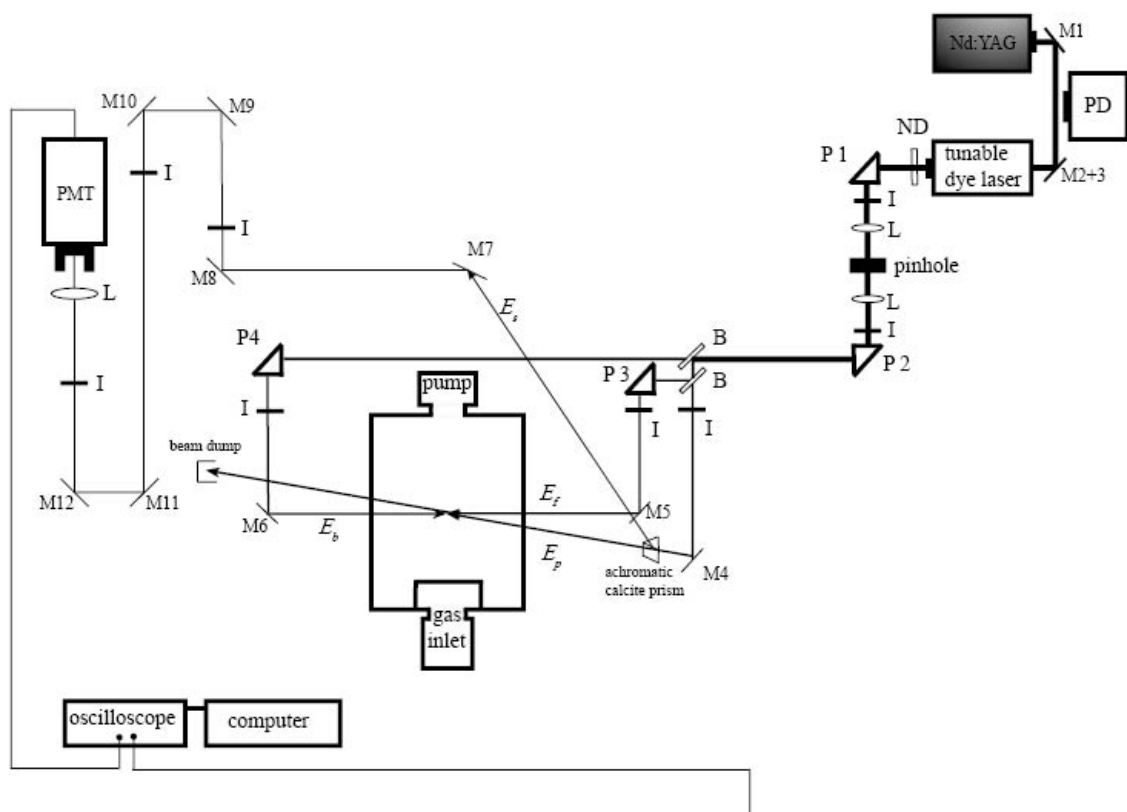 Nd:YAG
M1
PD
M10
M9
ND
P 1
tunable
dye laser
M2+3
I
PMT
I
I
L
M8
M7
pinhole
L
L
E_s
I
P4
B
P 2
P 3
B
I
pump
I
I
I
beam dump
M12
M11
M6
E_b
E_f
M5
E_p
achromatic
calcite prism
M4
gas
inlet
oscilloscope
computer